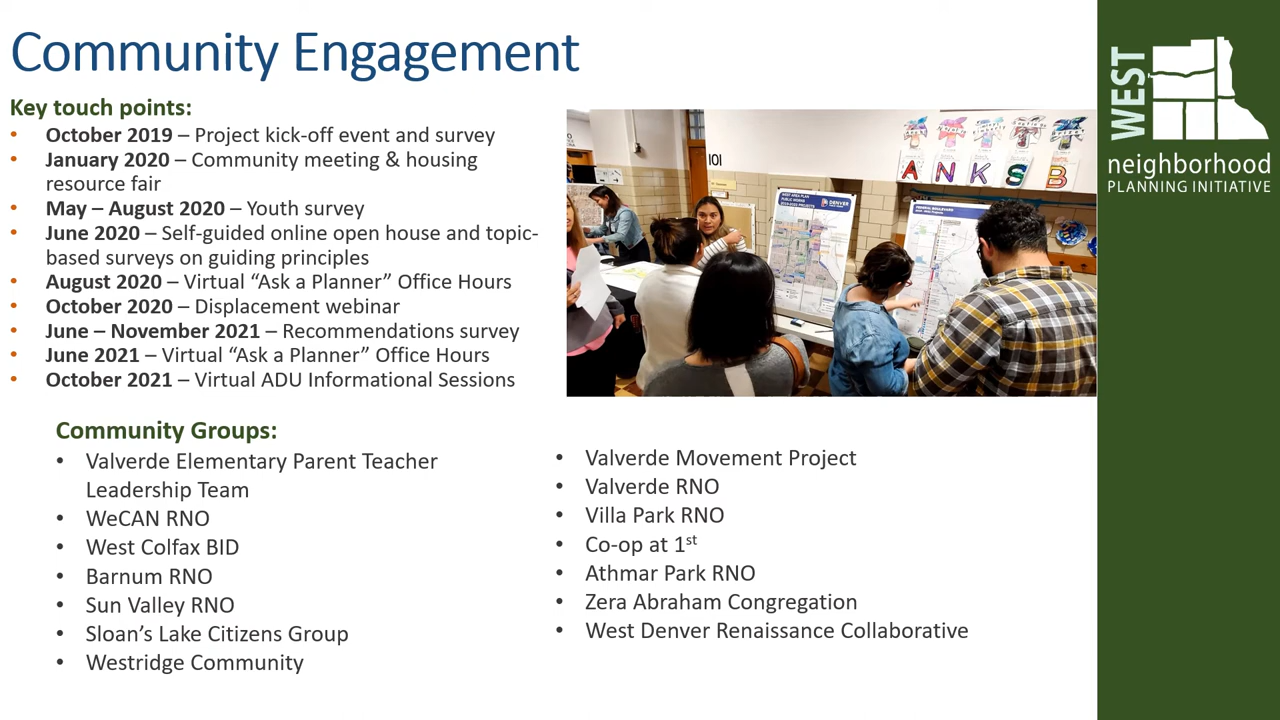 Community Engagement
Key touch points:
• October 2019 – Project kick-off event and survey
• January 2020 – Community meeting & housing
resource fair
• May – August 2020 – Youth survey
• June 2020 – Self-guided online open house and topic-
based surveys on guiding principles
• August 2020 – Virtual “Ask a Planner” Office Hours
• October 2020 – Displacement webinar
• June – November 2021 – Recommendations survey
• June 2021 – Virtual “Ask a Planner” Office Hours
• October 2021 – Virtual ADU Informational Sessions
101
ANKSB
DENVER
Community Groups:
• Valverde Elementary Parent Teacher
Leadership Team
• WeCAN RNO
• West Colfax BID
• Barnum RNO
• Sun Valley RNO
• Sloan’s Lake Citizens Group
• Westridge Community
• Valverde Movement Project
• Valverde RNO
• Villa Park RNO
• Co-op at 1st
• Athmar Park RNO
• Zera Abraham Congregation
• West Denver Renaissance Collaborative
WEST
neighborhood
PLANNING INITIATIVE